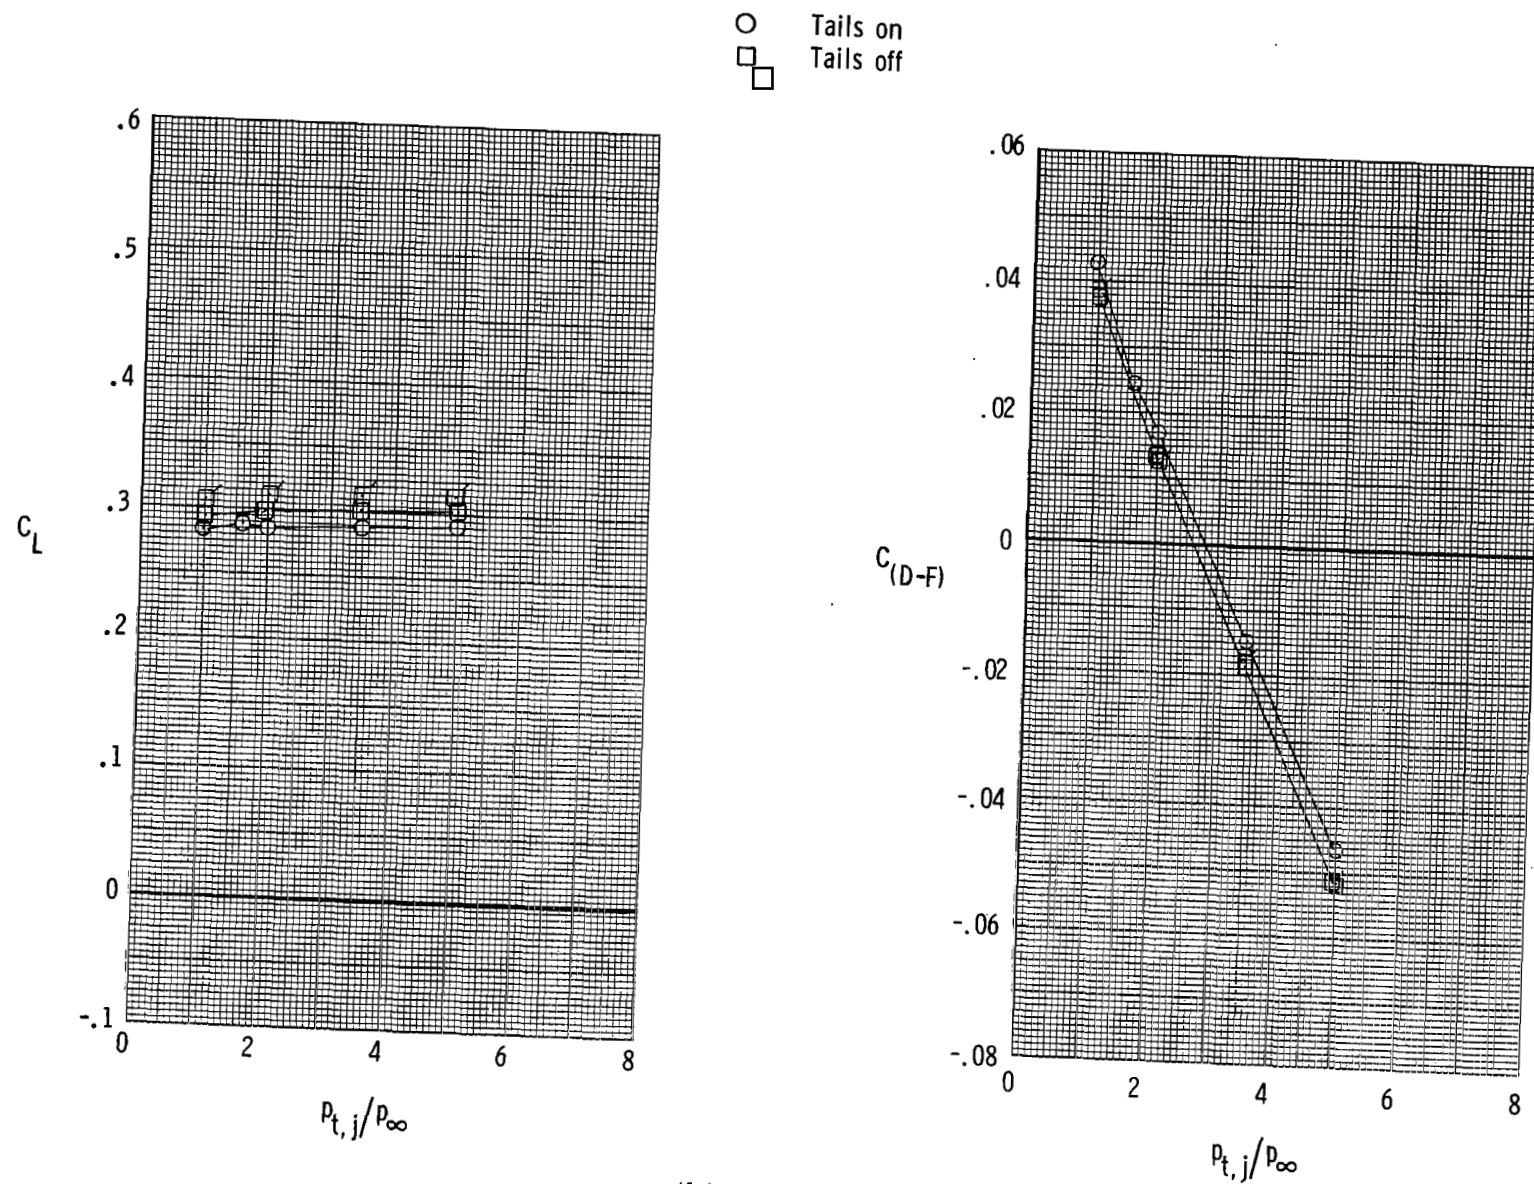 Tails on
Tails off
.6
.5
.4
.3
.2
.1
0
-.1
C_L
0 2 4 6 8
p_t,j/p_∞
.06
.04
.02
0
-.02
-.04
-.06
-.08
C_(D-F)
0 2 4 6 8
p_t,j/p_∞